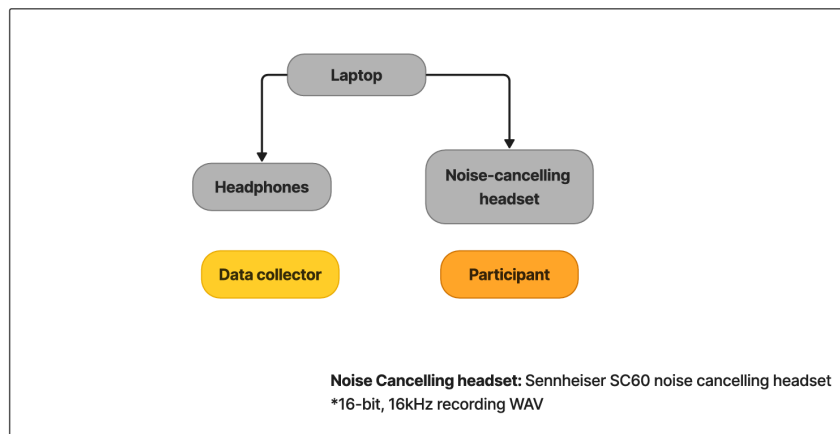 Laptop
Headphones
Noise-cancelling
headset
Data collector
Participant
Noise Cancelling headset: Sennheiser SC60 noise cancelling headset
*16-bit, 16kHz recording WAV